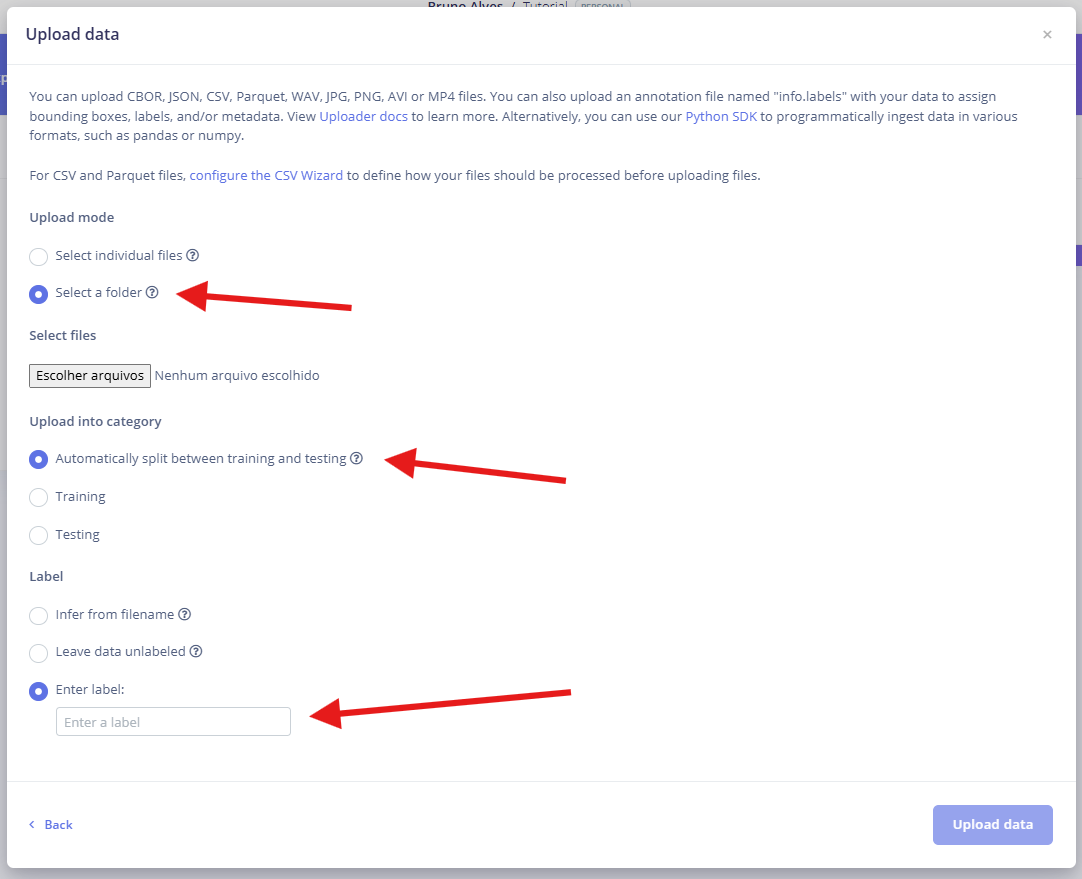 Bruno Alves / Tutorial PERSONAL
Upload data
×
You can upload CBOR, JSON, CSV, Parquet, WAV, JPG, PNG, AVI or MP4 files. You can also upload an annotation file named "info.labels" with your data to assign
bounding boxes, labels, and/or metadata. View Uploader docs to learn more. Alternatively, you can use our Python SDK to programmatically ingest data in various
formats, such as pandas or numpy.
For CSV and Parquet files, configure the CSV Wizard to define how your files should be processed before uploading files.
Upload mode
Select individual files ?
Select a folder ?
Select files
Escolher arquivos Nenhum arquivo escolhido
Upload into category
Automatically split between training and testing ?
Training
Testing
Label
Infer from filename ?
Leave data unlabeled ?
Enter label:
Enter a label
Back
Upload data